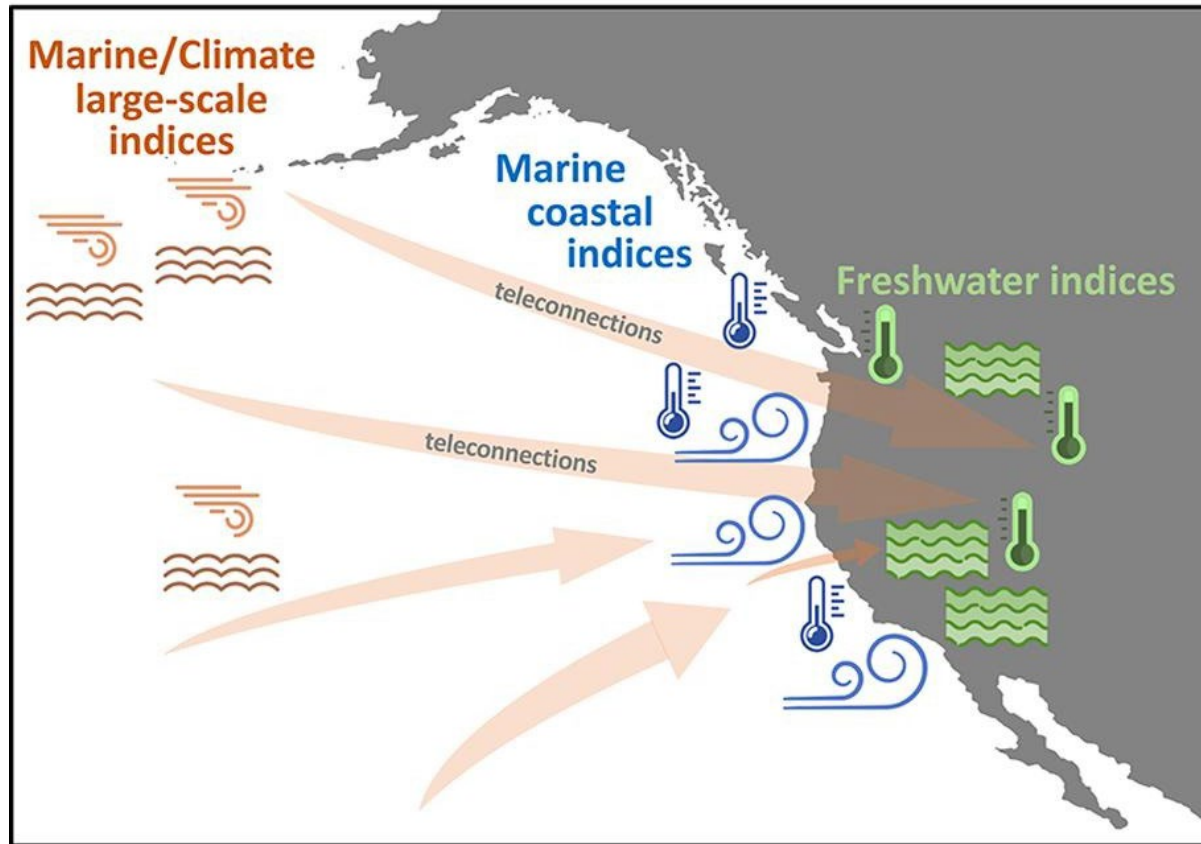 Marine/Climate
large-scale
indices
Marine
coastal
indices
Freshwater indices
teleconnections
teleconnections